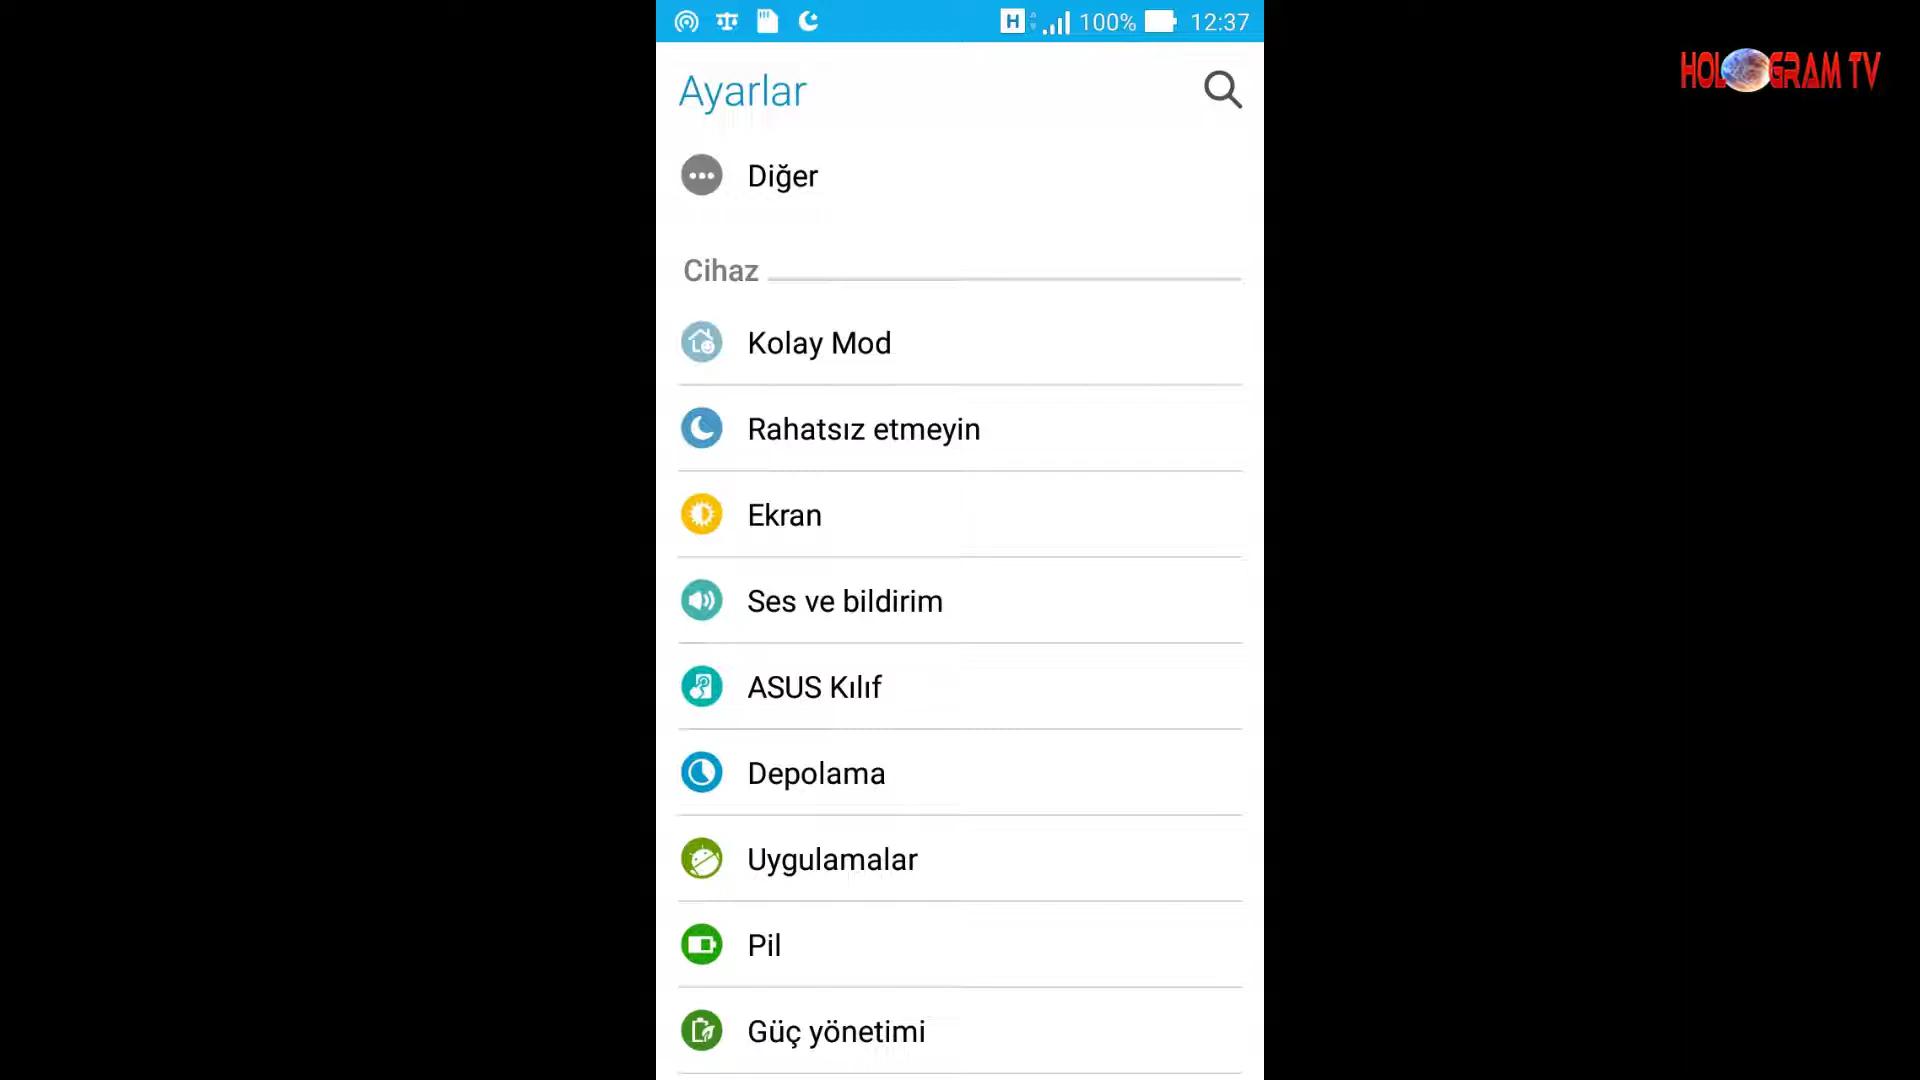 H 100% 12:37
HOLOGRAM TV
Ayarlar
Diğer
Cihaz
Kolay Mod
Rahatsız etmeyin
Ekran
Ses ve bildirim
ASUS Kılıf
Depolama
Uygulamalar
Pil
Güç yönetimi